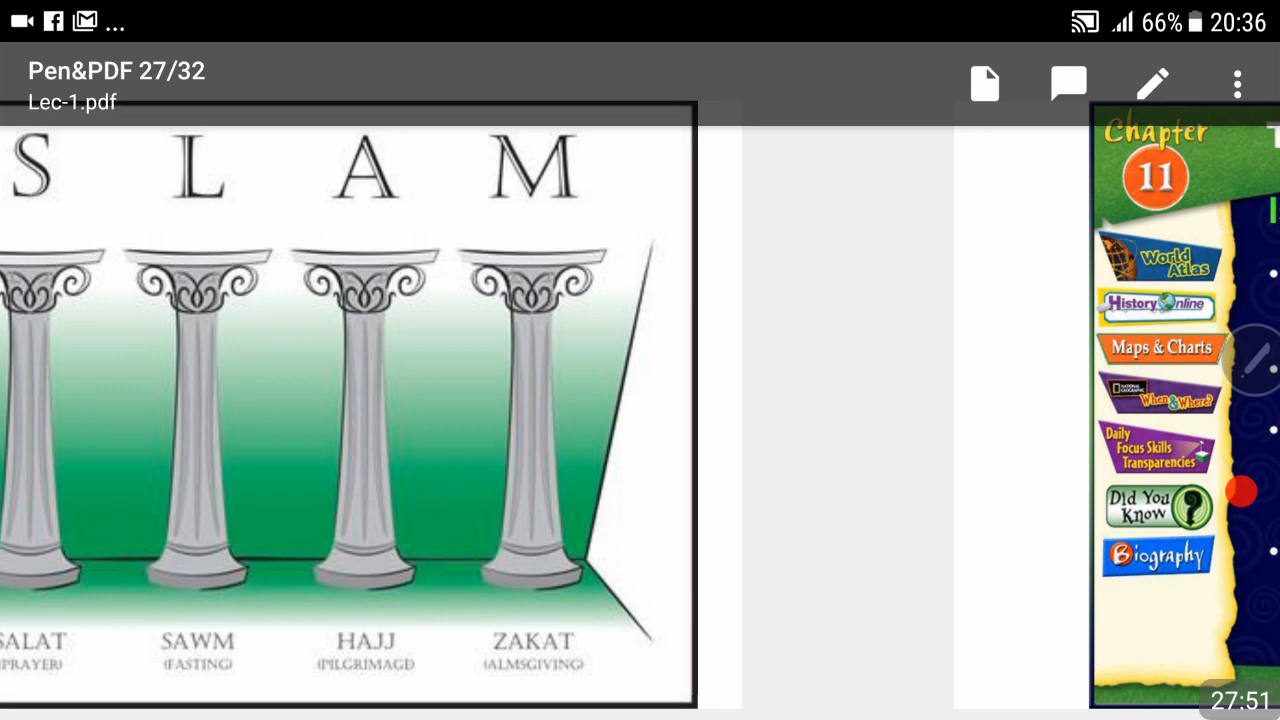 ...
66% 20:36
Pen&PDF 27/32
Lec-1.pdf
S L A M
SALAT SAWM HAJJ ZAKAT
(PRAYER) (FASTING) (PILGRIMAGE) (ALMSGIVING)
Chapter
11
World
Atlas
History Online
Maps & Charts
NATIONAL
GEOGRAPHIC
When & Where?
Daily
Focus Skills
Transparencies
Did You
Know ?
Biography
27:51